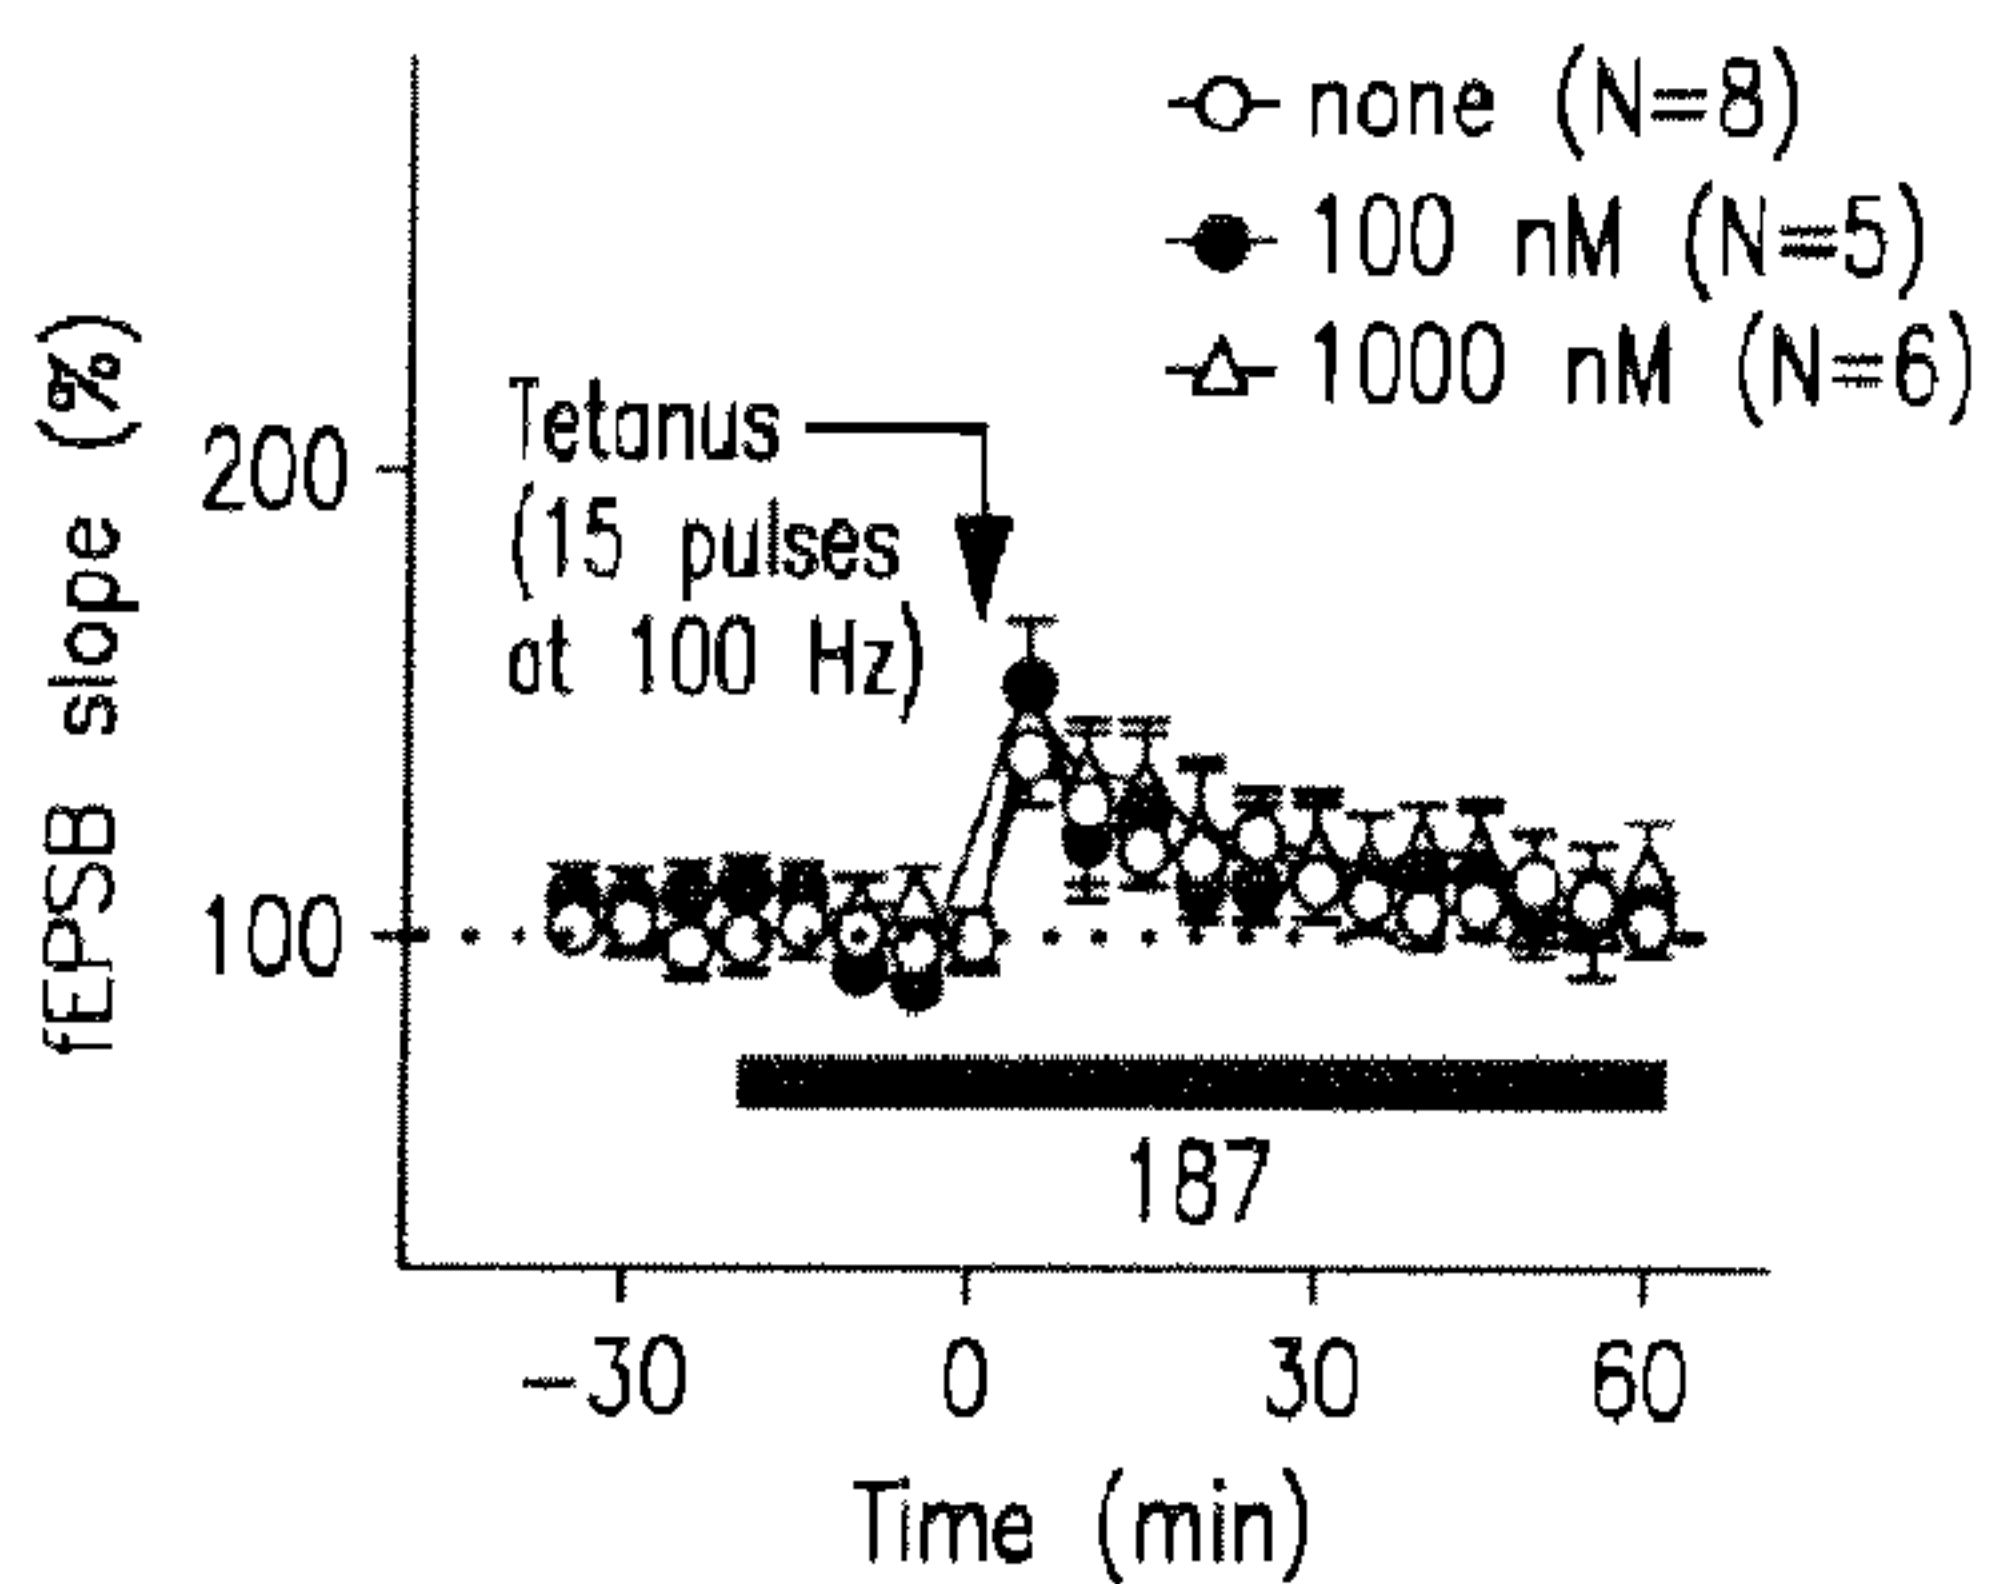 none (N=8)
100 nM (N=5)
1000 nM (N=6)
Tetanus
(15 pulses
at 100 Hz)
fEPSB slope (%)
200
100
187
-30 0 30 60
Time (min)